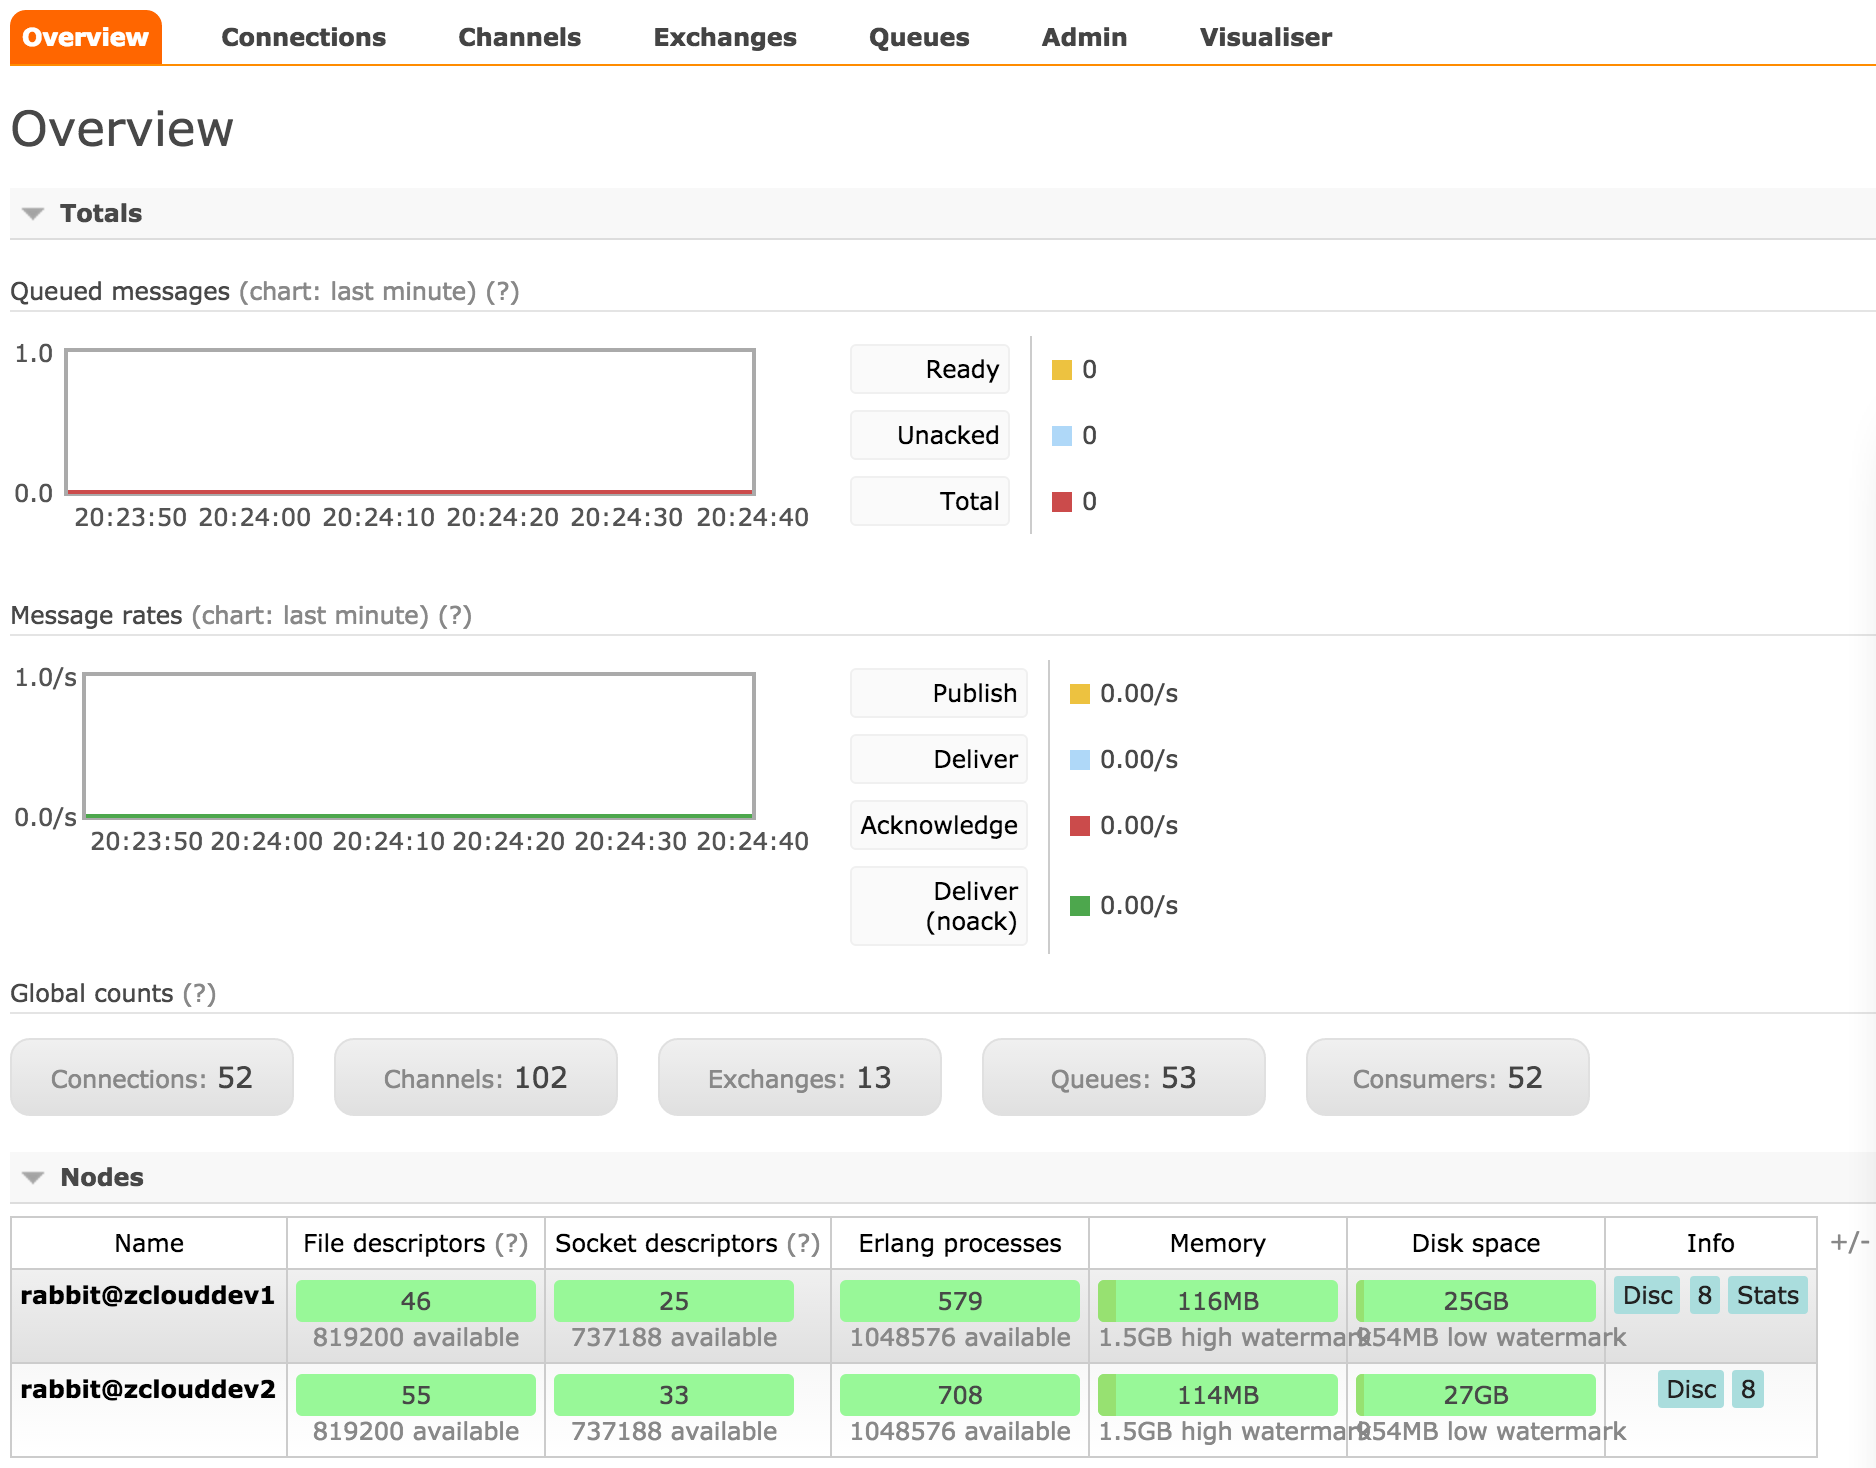 Overview Connections Channels Exchanges Queues Admin Visualiser
Overview
Totals
Queued messages (chart: last minute) (?)
1.0
0.0
20:23:50 20:24:00 20:24:10 20:24:20 20:24:30 20:24:40
Ready 0
Unacked 0
Total 0
Message rates (chart: last minute) (?)
1.0/s
0.0/s
20:23:50 20:24:00 20:24:10 20:24:20 20:24:30 20:24:40
Publish 0.00/s
Deliver 0.00/s
Acknowledge 0.00/s
Deliver
(noack) 0.00/s
Global counts (?)
Connections: 52 Channels: 102 Exchanges: 13 Queues: 53 Consumers: 52
Nodes
Name File descriptors (?) Socket descriptors (?) Erlang processes Memory Disk space Info +/-
rabbit@zclouddev1 46 25 579 116MB 25GB Disc 8 Stats
819200 available 737188 available 1048576 available 1.5GB high watermark 954MB low watermark
rabbit@zclouddev2 55 33 708 114MB 27GB Disc 8
819200 available 737188 available 1048576 available 1.5GB high watermark 954MB low watermark